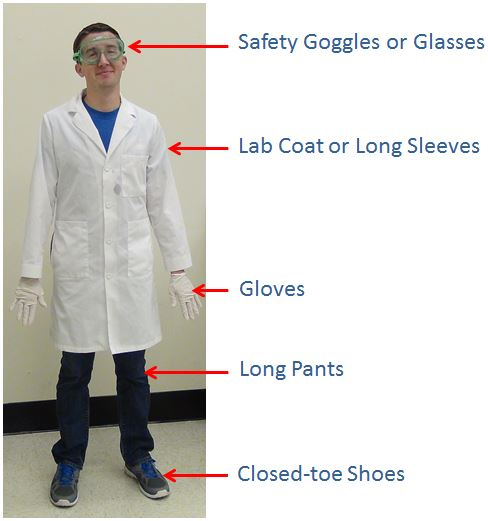 Safety Goggles or Glasses
Lab Coat or Long Sleeves
Gloves
Long Pants
Closed-toe Shoes